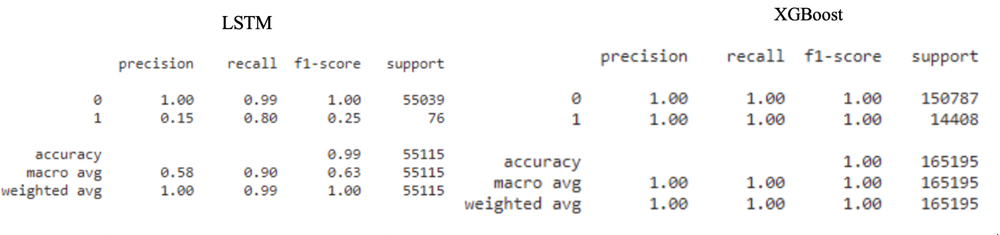 LSTM
precision recall f1-score support
0 1.00 0.99 1.00 55039
1 0.15 0.80 0.25 76
accuracy 0.99 55115
macro avg 0.58 0.90 0.63 55115
weighted avg 1.00 0.99 1.00 55115
XGBoost
precision recall f1-score support
0 1.00 1.00 1.00 150787
1 1.00 1.00 1.00 14408
accuracy 1.00 165195
macro avg 1.00 1.00 1.00 165195
weighted avg 1.00 1.00 1.00 165195